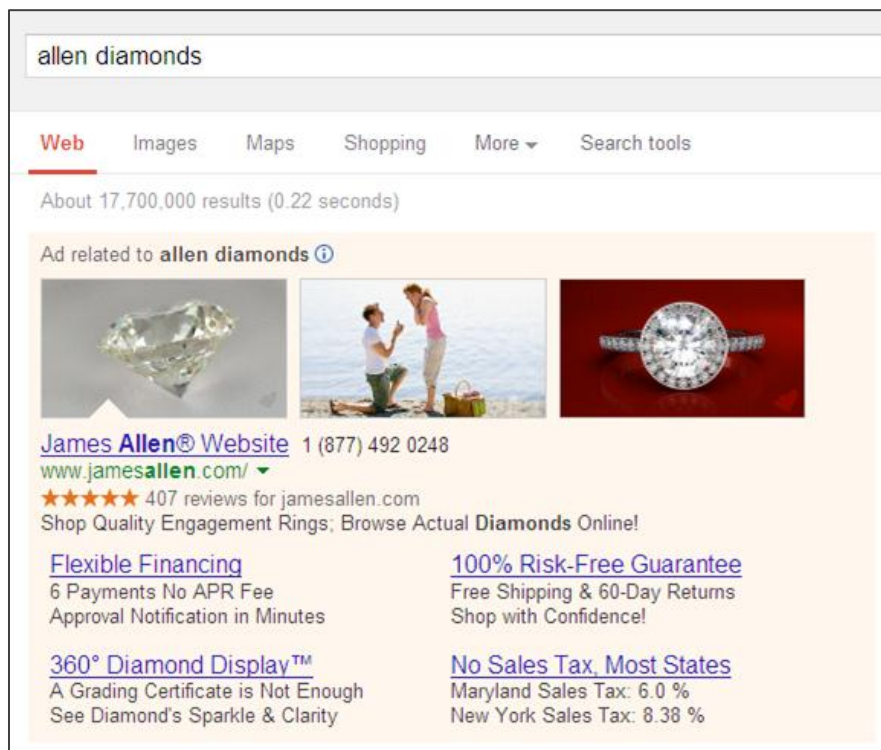 allen diamonds
Web Images Maps Shopping More Search tools
About 17,700,000 results (0.22 seconds)
Ad related to allen diamonds
James Allen® Website 1 (877) 492 0248
www.jamesallen.com/
★★★★★ 407 reviews for jamesallen.com
Shop Quality Engagement Rings; Browse Actual Diamonds Online!
Flexible Financing
6 Payments No APR Fee
Approval Notification in Minutes
100% Risk-Free Guarantee
Free Shipping & 60-Day Returns
Shop with Confidence!
360° Diamond Display™
A Grading Certificate is Not Enough
See Diamond's Sparkle & Clarity
No Sales Tax, Most States
Maryland Sales Tax: 6.0 %
New York Sales Tax: 8.38 %